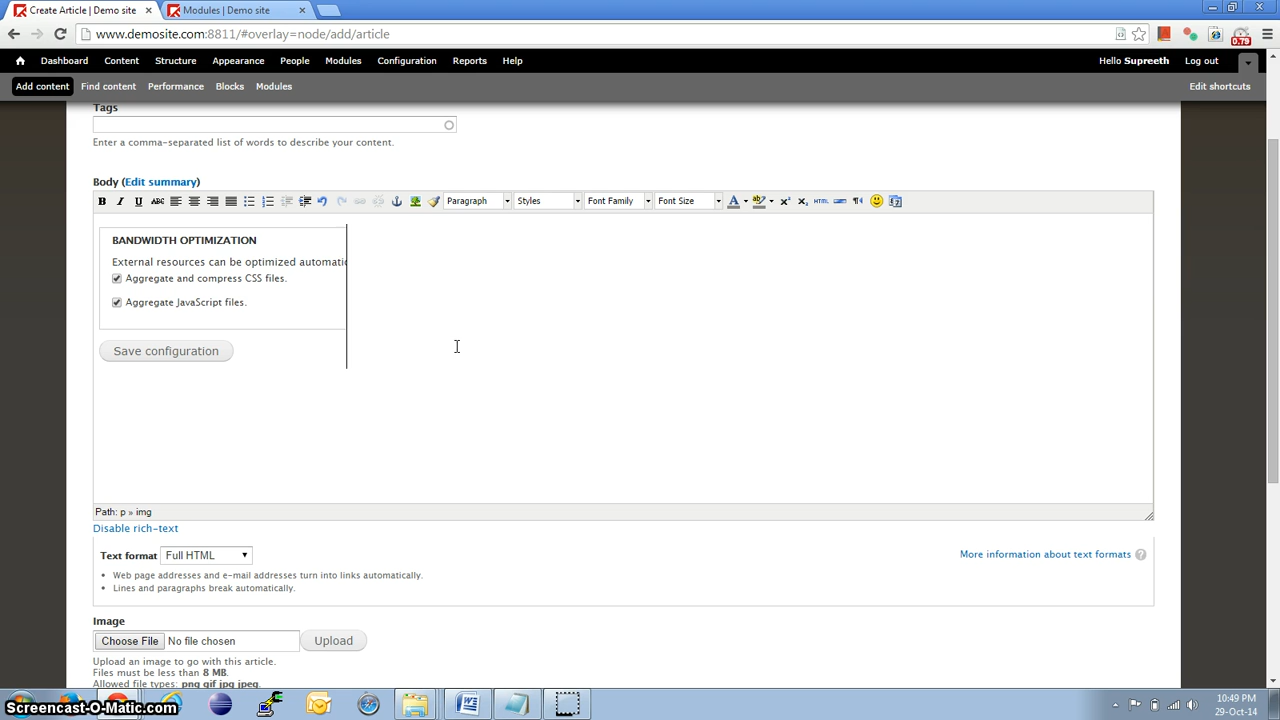 Create Article | Demo site
Modules | Demo site
www.demosite.com:8811/#overlay=node/add/article
0.78
Dashboard Content Structure Appearance People Modules Configuration Reports Help Hello Supreeth Log out
Add content Find content Performance Blocks Modules Edit shortcuts
Tags
Enter a comma-separated list of words to describe your content.
Body (Edit summary)
B I U ABC Paragraph Styles Font Family Font Size A ab HTML
BANDWIDTH OPTIMIZATION
External resources can be optimized automatic
Aggregate and compress CSS files.
Aggregate JavaScript files.
Save configuration
Path: p » img
Disable rich-text
Text format Full HTML More information about text formats ?
Web page addresses and e-mail addresses turn into links automatically.
Lines and paragraphs break automatically.
Image
Choose File No file chosen Upload
Upload an image to go with this article.
Files must be less than 8 MB.
Allowed file types: png gif jpg jpeg.
Screencast-O-Matic.com
10:49 PM
29-Oct-14